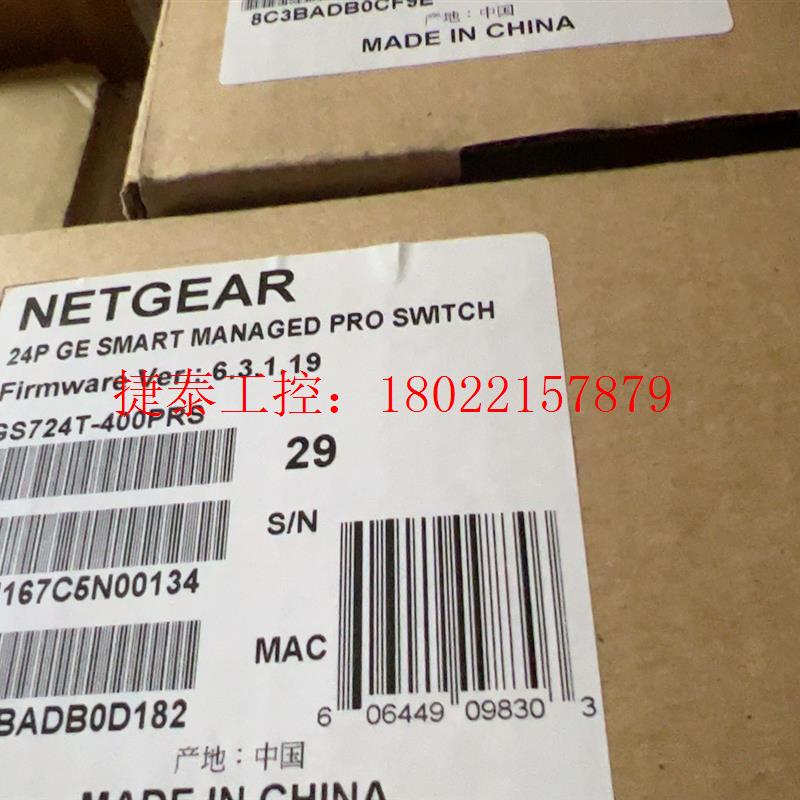 8C3BADB0CF9E
产地：中国
MADE IN CHINA
NETGEAR
24P GE SMART MANAGED PRO SWITCH
Firmware Ver.: 6.3.1.19
捷泰工控：18022157879
GS724T-400PRS
29
S/N
167C5N00134
MAC
BADB0D182
6 06449 09830 3
产地：中国
MADE IN CHINA